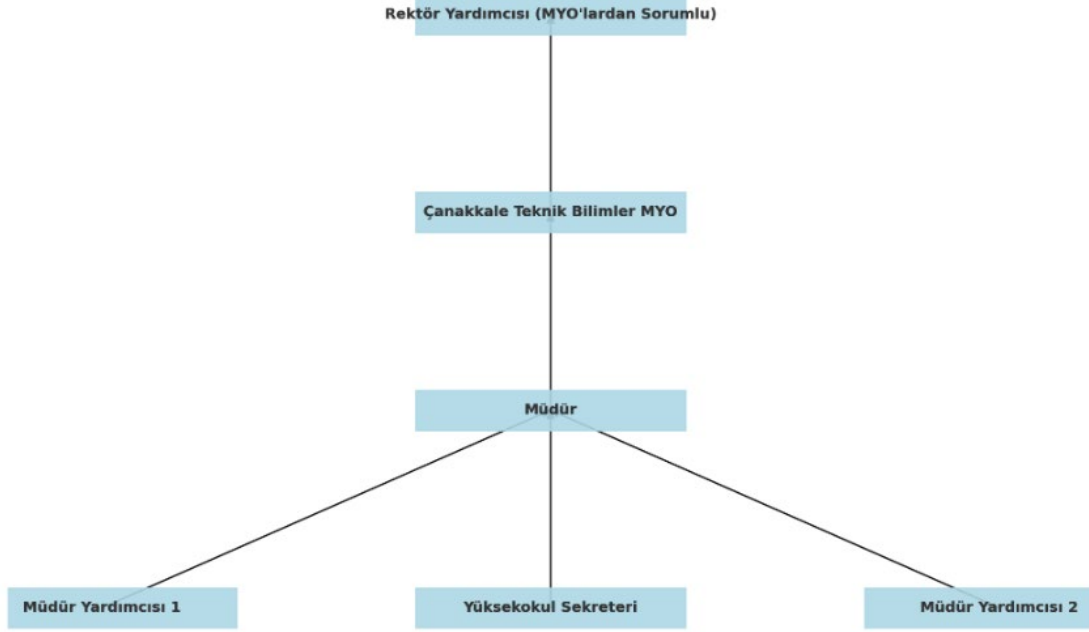 Rektör Yardımcısı (MYO'lardan Sorumlu)
Çanakkale Teknik Bilimler MYO
Müdür
Müdür Yardımcısı 1
Yüksekokul Sekreteri
Müdür Yardımcısı 2